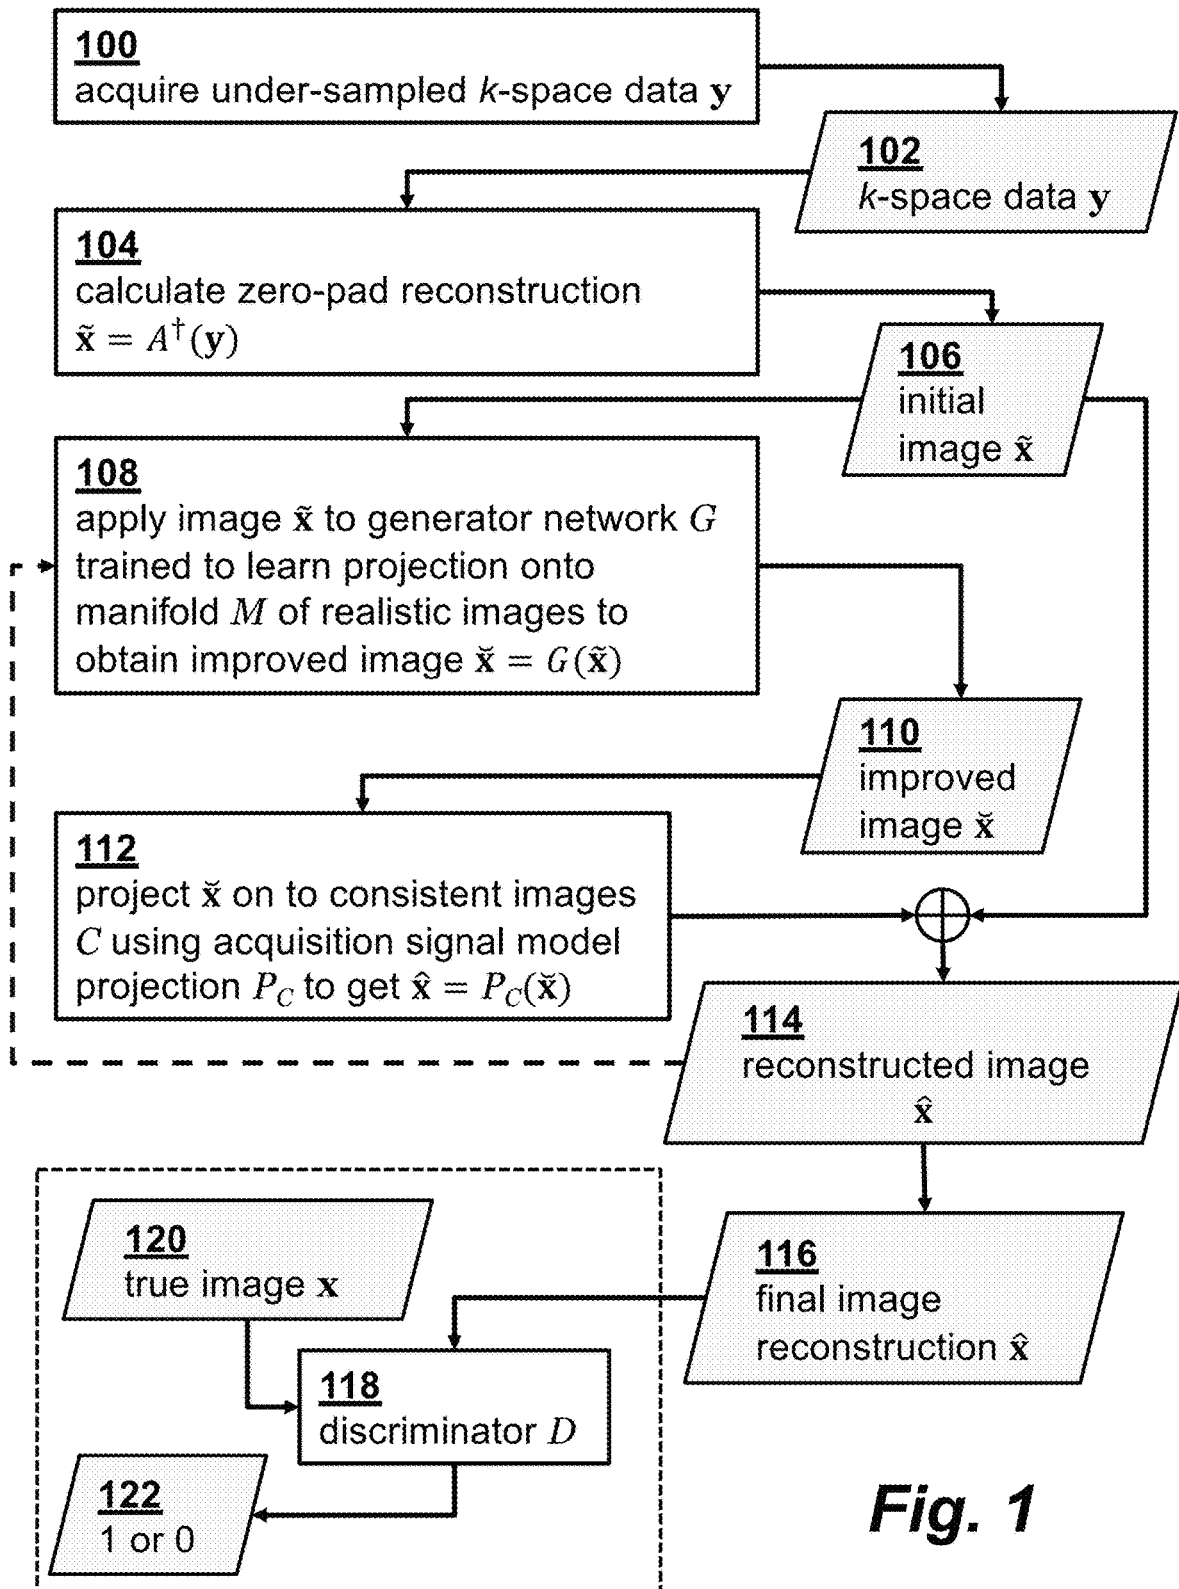 100
acquire under-sampled k-space data y
102
k-space data y
104
calculate zero-pad reconstruction
x̃ = A†(y)
106
initial
image x̃
108
apply image x̃ to generator network G
trained to learn projection onto
manifold M of realistic images to
obtain improved image x̆ = G(x̃)
110
improved
image x̆
112
project x̆ on to consistent images
C using acquisition signal model
projection P_C to get x̂ = P_C(x̆)
114
reconstructed image
x̂
116
final image
reconstruction x̂
120
true image x
118
discriminator D
122
1 or 0
Fig. 1